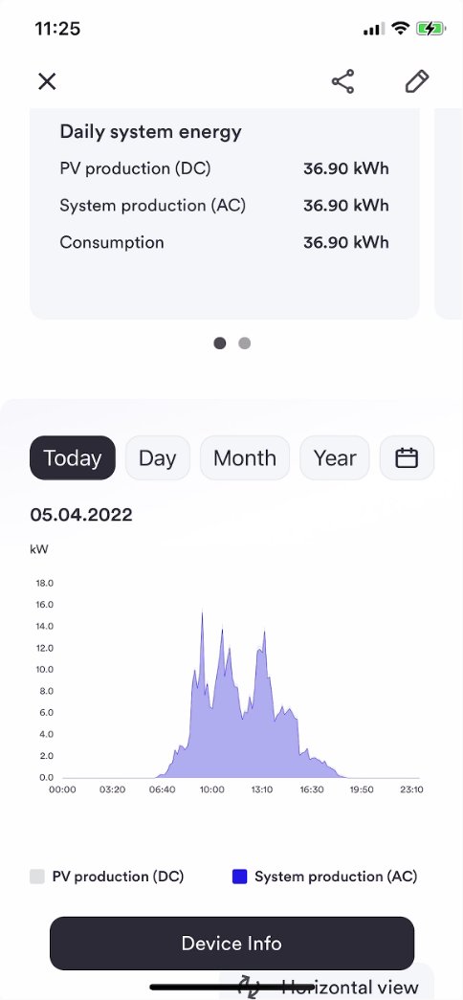 11:25
Daily system energy
PV production (DC) 36.90 kWh
System production (AC) 36.90 kWh
Consumption 36.90 kWh
Today Day Month Year
05.04.2022
kW
18.0
16.0
14.0
12.0
10.0
8.0
6.0
4.0
2.0
0.0
00:00 03:20 06:40 10:00 13:10 16:30 19:50 23:10
PV production (DC) System production (AC)
Device Info
Horizontal view